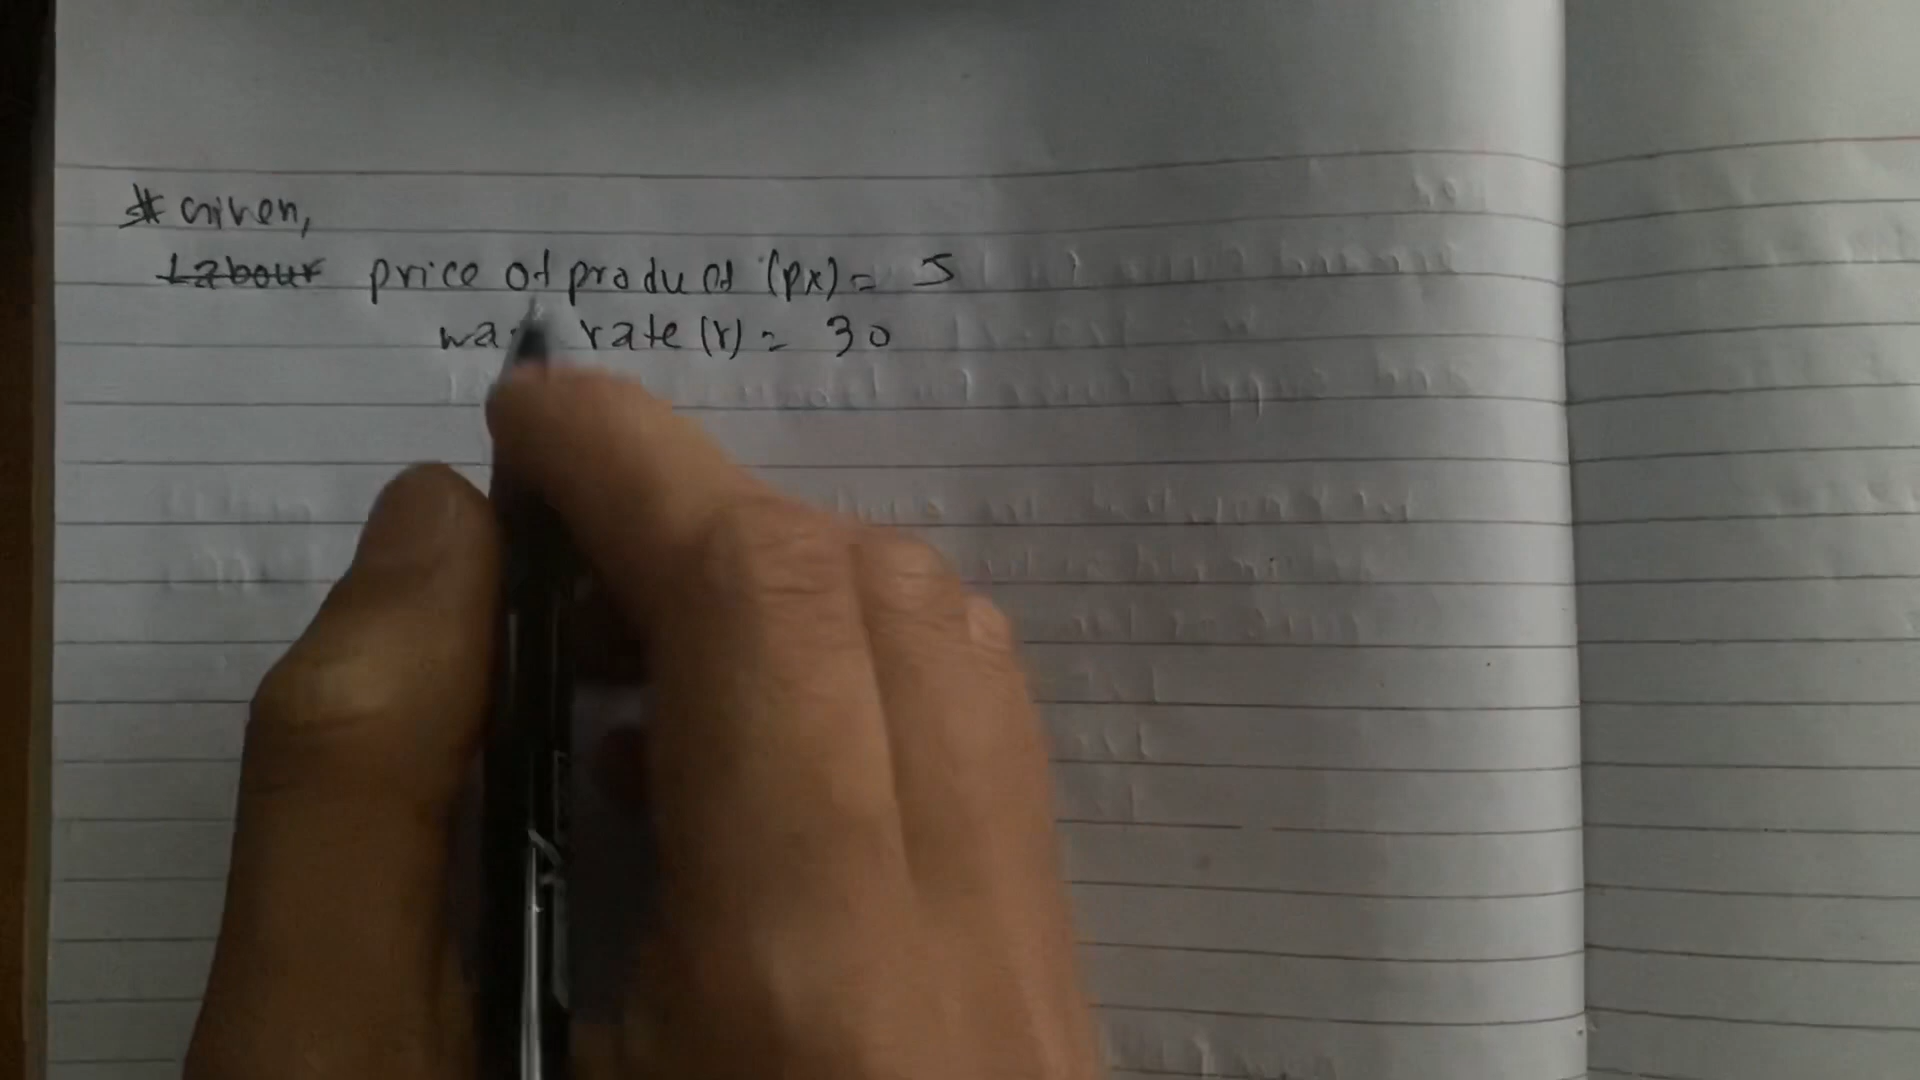 * Given,
Labour price of product (px) = 5
rate (r) = 30